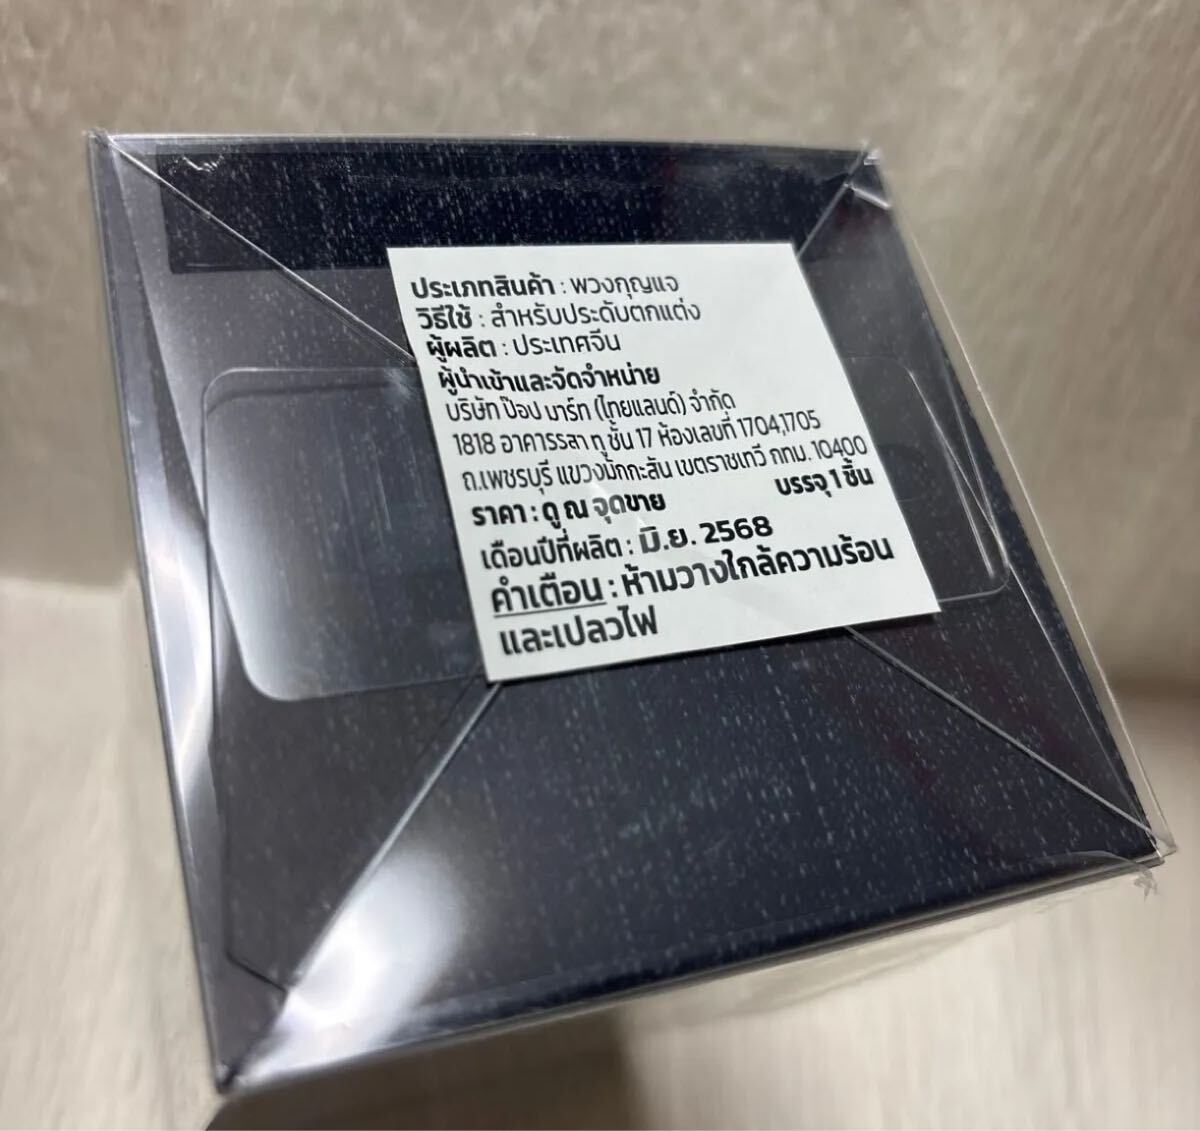 ประเภทสินค้า : พวงกุญแจ
วิธีใช้ : สำหรับประดับตกแต่ง
ผู้ผลิต : ประเทศจีน
ผู้นำเข้าและจัดจำหน่าย
บริษัท ป๊อป มาร์ท (ไทยแลนด์) จำกัด
1818 อาคารรสา ทู ชั้น 17 ห้องเลขที่ 1704,1705
ถ.เพชรบุรี แขวงมักกะสัน เขตราชเทวี กทม. 10400
ราคา : ดู ณ จุดขาย บรรจุ 1 ชิ้น
เดือนปีที่ผลิต : มิ.ย. 2568
คำเตือน : ห้ามวางใกล้ความร้อน
และเปลวไฟ